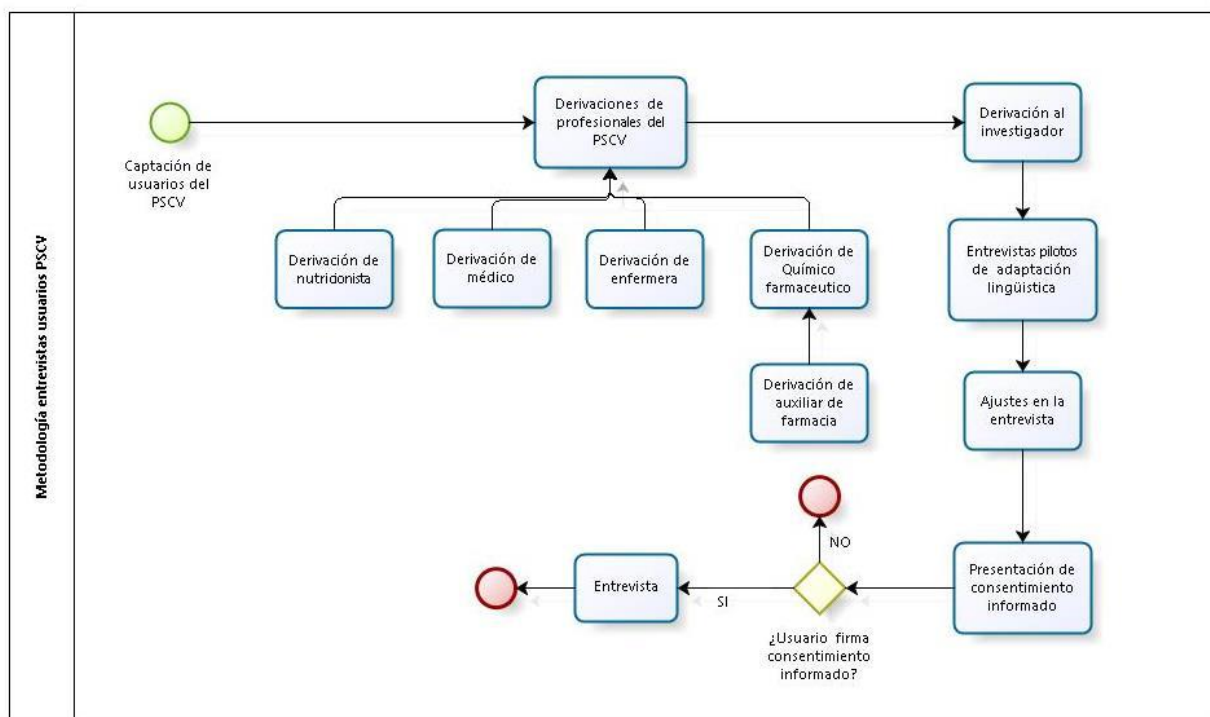 Metodología entrevistas usuarios PSCV
Captación de
usuarios del
PSCV
Derivaciones de
profesionales del
PSCV
Derivación al
investigador
Derivación de
nutricionista
Derivación de
médico
Derivación de
enfermera
Derivación de
Químico
farmaceutico
Derivación de
auxiliar de
farmacia
Entrevistas pilotos
de adaptación
lingüistica
Ajustes en la
entrevista
Presentación de
consentimiento
informado
¿Usuario firma
consentimiento
informado?
NO
SI
Entrevista